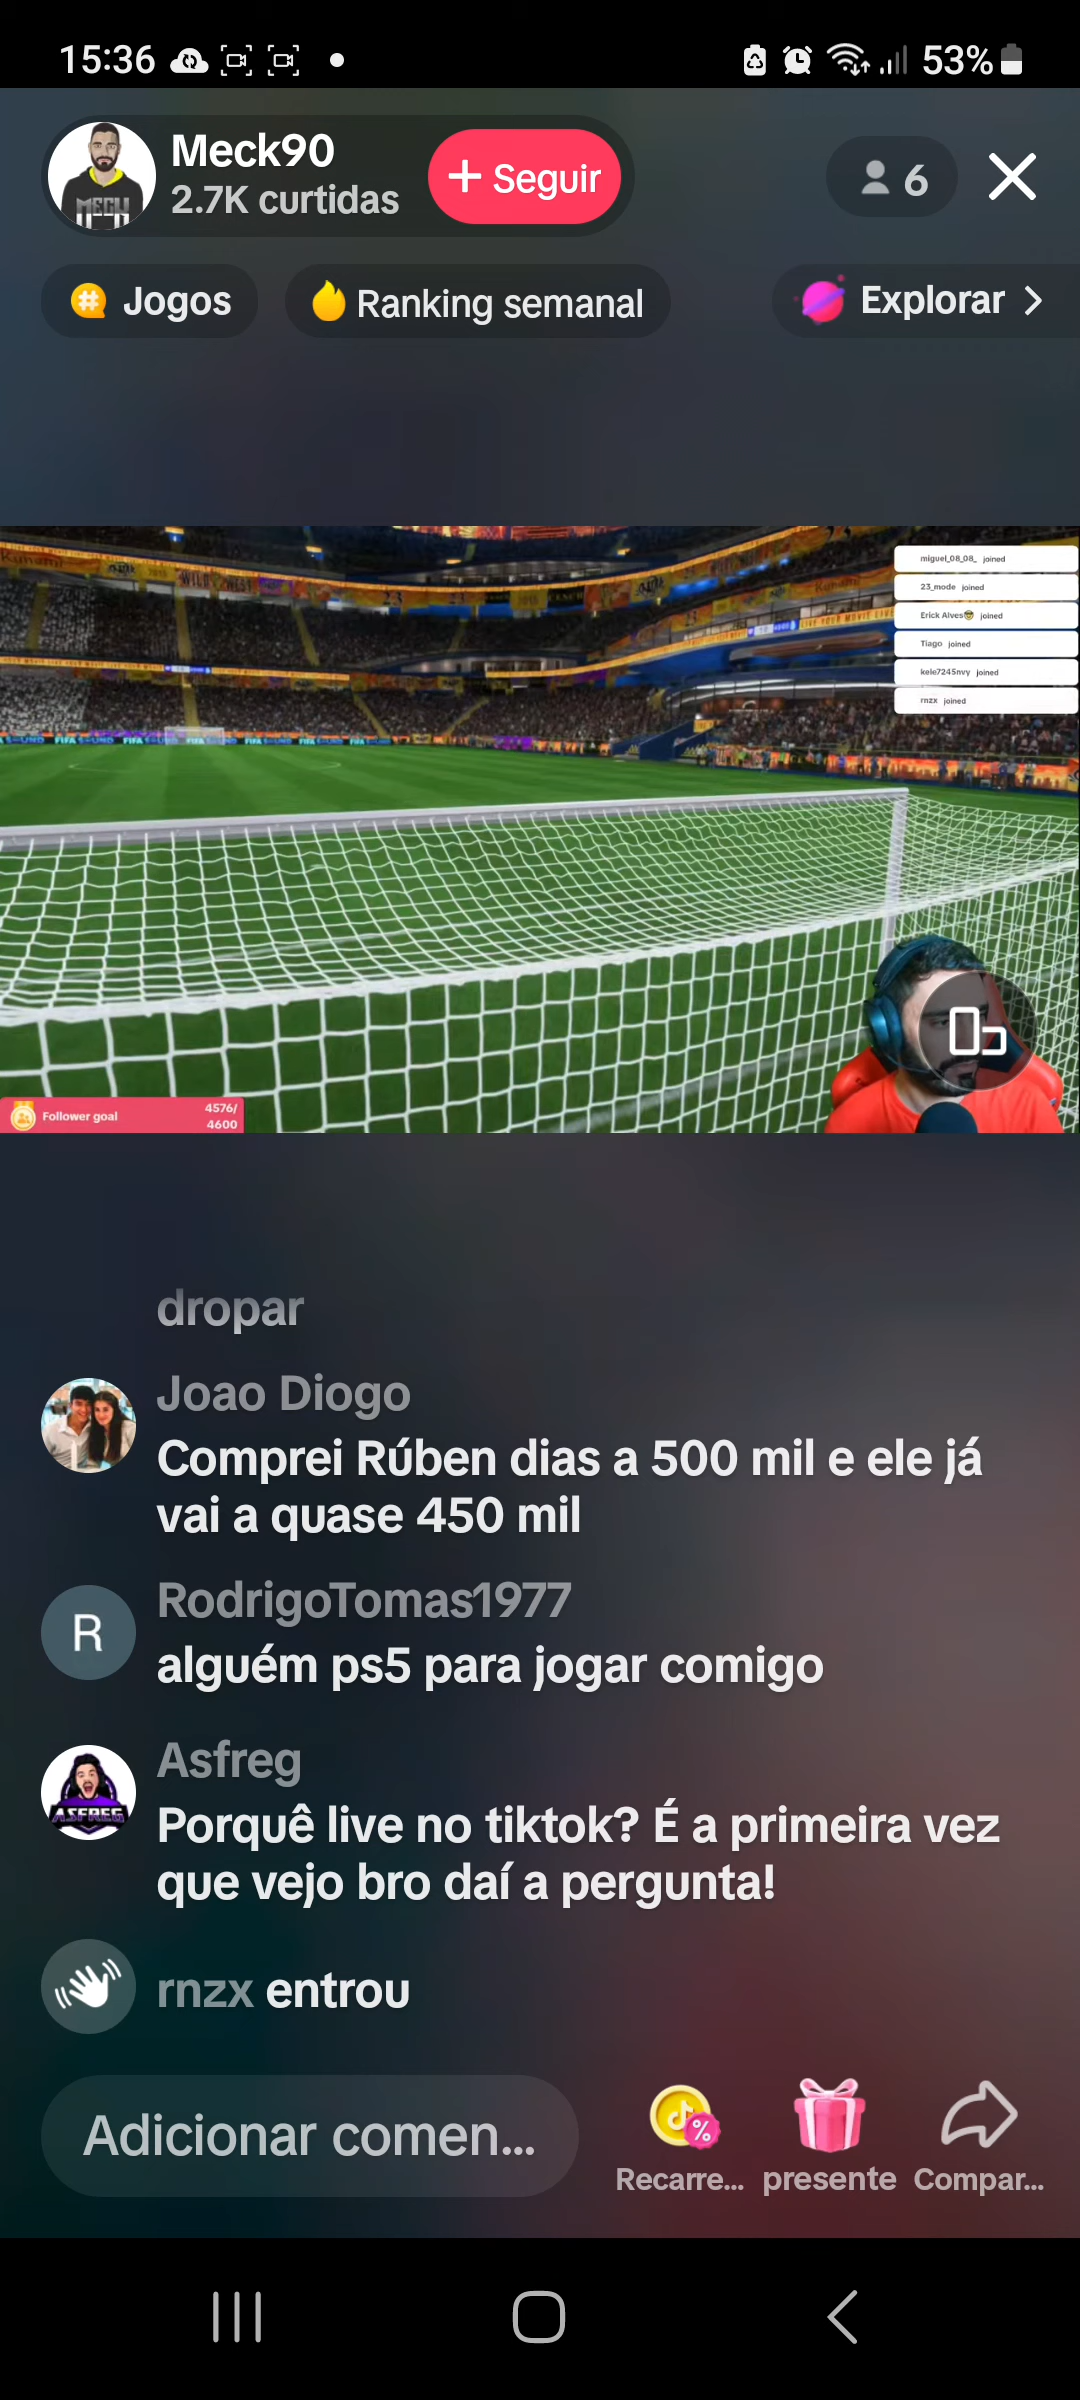 15:36
53%
Meck90
2.7K curtidas
+ Seguir
6
Jogos
Ranking semanal
Explorar >
miguel_08_08_ joined
23_mode joined
Erick Alves😎 joined
Tiago joined
kele7245nvy joined
rnzx joined
Follower goal
4576/
4600
dropar
Joao Diogo
Comprei Rúben dias a 500 mil e ele já
vai a quase 450 mil
R
RodrigoTomas1977
alguém ps5 para jogar comigo
ASFREG
Asfreg
Porquê live no tiktok? É a primeira vez
que vejo bro daí a pergunta!
rnzx entrou
Adicionar comen...
Recarre...
presente
Compar...